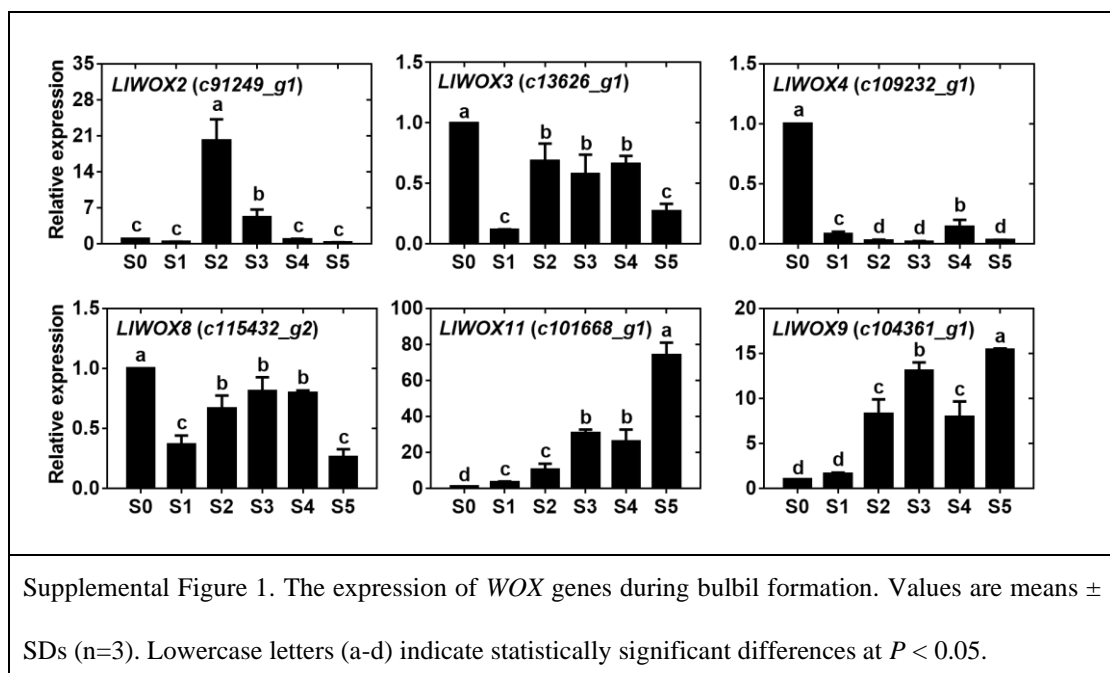 LlWOX2 (c91249_g1)
Relative expression
35
28
21
14
7
0
c
c
a
b
c
c
S0 S1 S2 S3 S4 S5
LlWOX3 (c13626_g1)
1.5
1.0
0.5
0.0
a
c
b
b
b
c
S0 S1 S2 S3 S4 S5
LlWOX4 (c109232_g1)
1.5
1.0
0.5
0.0
a
c
d
d
b
d
S0 S1 S2 S3 S4 S5
LlWOX8 (c115432_g2)
Relative expression
1.5
1.0
0.5
0.0
a
c
b
b
b
c
S0 S1 S2 S3 S4 S5
LlWOX11 (c101668_g1)
100
80
60
40
20
0
d
c
c
b
b
a
S0 S1 S2 S3 S4 S5
LlWOX9 (c104361_g1)
20
15
10
5
0
d
d
c
b
c
a
S0 S1 S2 S3 S4 S5
Supplemental Figure 1. The expression of WOX genes during bulbil formation. Values are means ±
SDs (n=3). Lowercase letters (a-d) indicate statistically significant differences at P < 0.05.